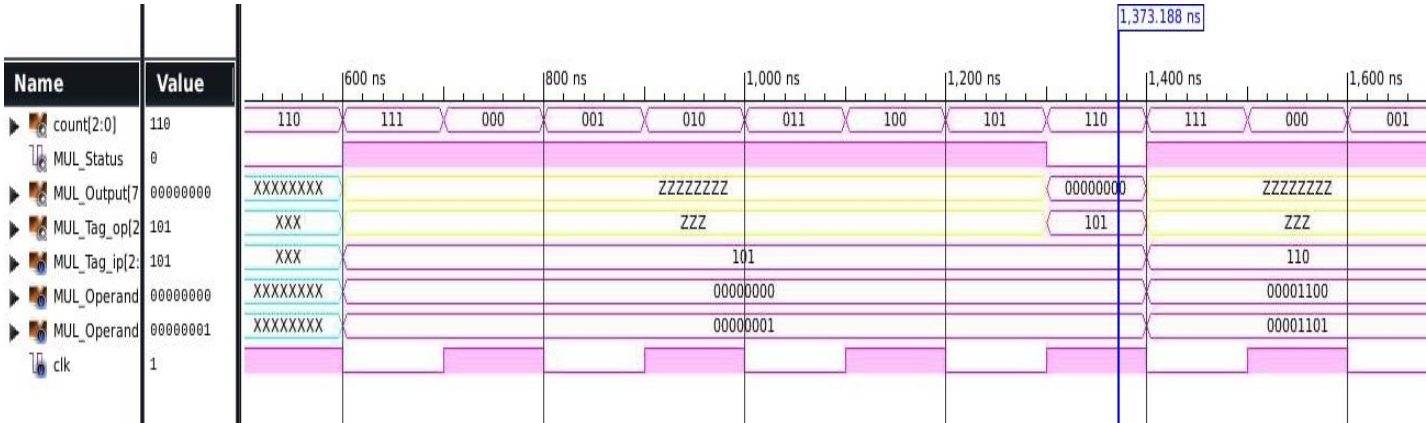 1,373.188 ns
Name Value 600 ns 800 ns 1,000 ns 1,200 ns 1,400 ns 1,600 ns
count[2:0] 110 110 111 000 001 010 011 100 101 110 111 000 001
MUL_Status 0
MUL_Output[7 00000000 XXXXXXXX ZZZZZZZZ 00000000 ZZZZZZZZ
MUL_Tag_op[2 101 XXX ZZZ 101 ZZZ
MUL_Tag_ip[2: 101 XXX 101 110
MUL_Operand 00000000 XXXXXXXX 00000000 00001100
MUL_Operand 00000001 XXXXXXXX 00000001 00001101
clk 1